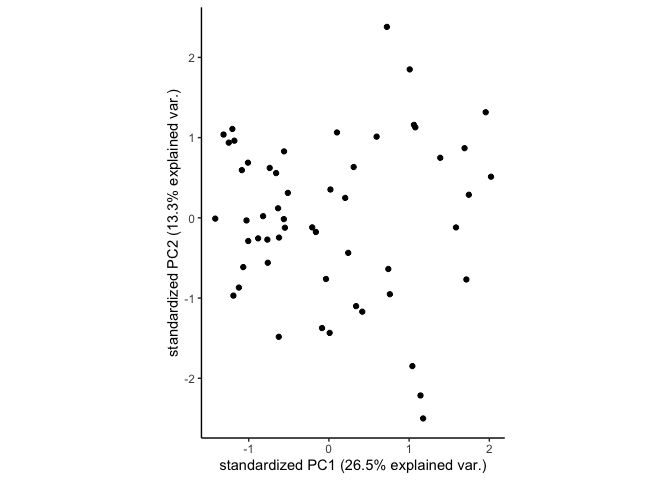 2
1
0
-1
-2
standardized PC2 (13.3% explained var.)
-1 0 1 2
standardized PC1 (26.5% explained var.)